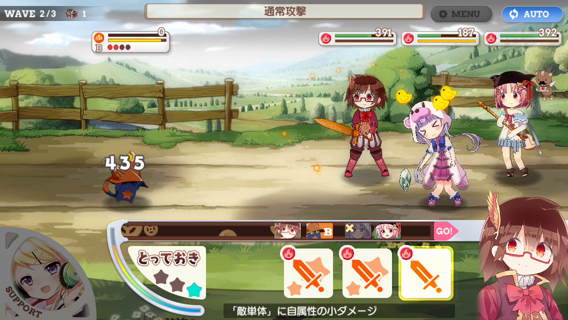 WAVE 2/3 1
通常攻撃
MENU
AUTO
B
0
391
187
392
435
B
GO!
とっておき
SUPPORT
「敵単体」に自属性の小ダメージ